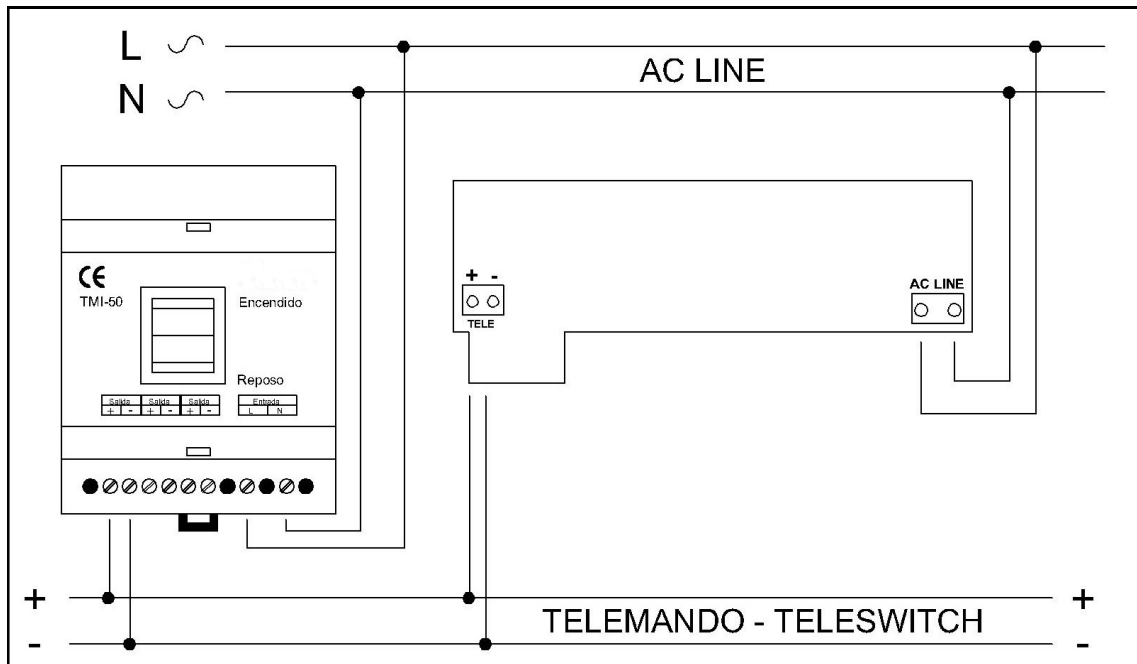 L
AC LINE
N
CE
TMI-50
Encendido
Reposo
Salida Salida Salida
+ - + - + -
Entrada
L N
+ -
TELE
AC LINE
+ +
TELEMANDO - TELESWITCH
- -